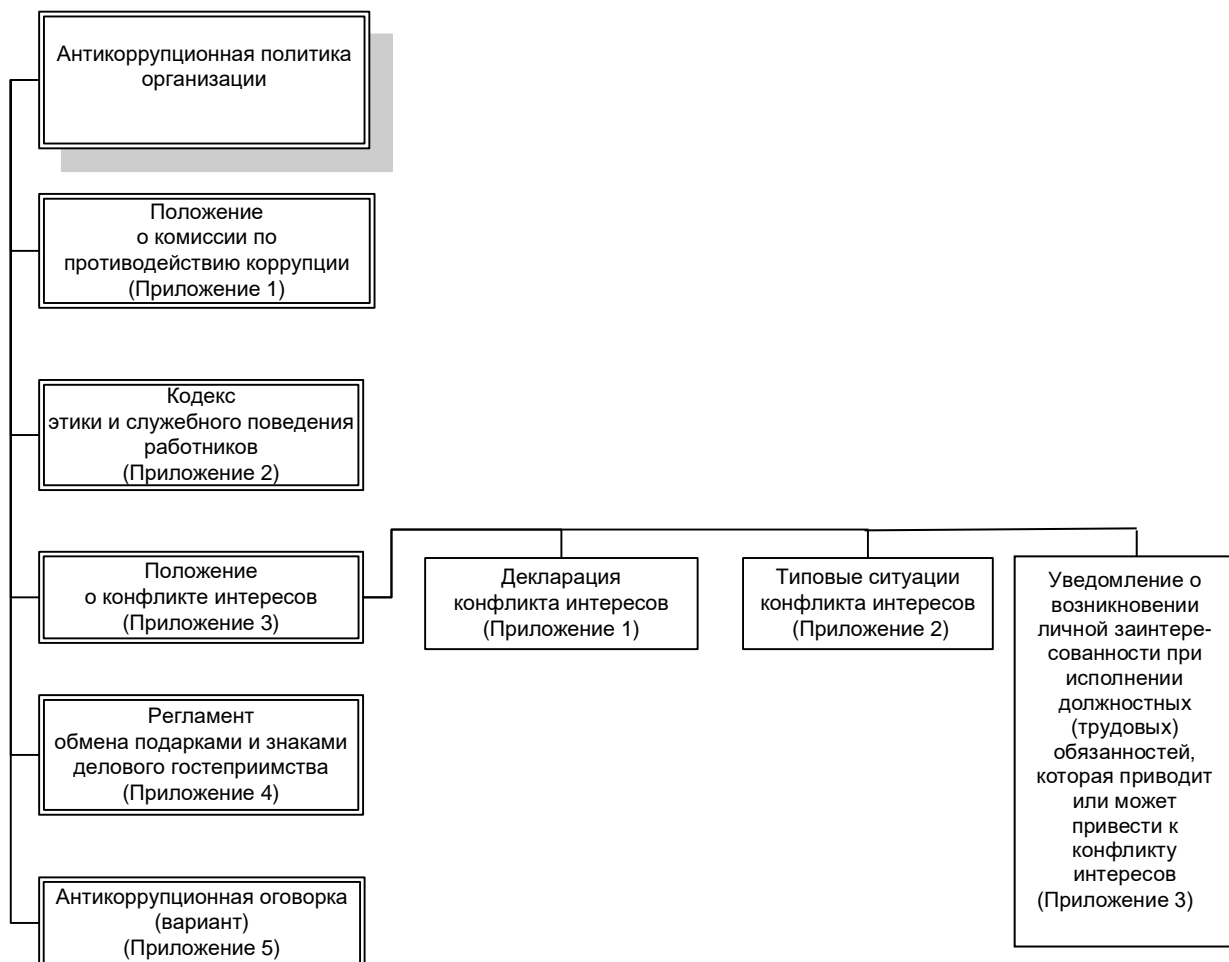 Антикоррупционная политика
организации
Положение
о комиссии по
противодействию коррупции
(Приложение 1)
Кодекс
этики и служебного поведения
работников
(Приложение 2)
Положение
о конфликте интересов
(Приложение 3)
Декларация
конфликта интересов
(Приложение 1)
Типовые ситуации
конфликта интересов
(Приложение 2)
Уведомление о
возникновении
личной заинтере-
сованности при
исполнении
должностных
(трудовых)
обязанностей,
которая приводит
или может
привести к
конфликту
интересов
(Приложение 3)
Регламент
обмена подарками и знаками
делового гостеприимства
(Приложение 4)
Антикоррупционная оговорка
(вариант)
(Приложение 5)